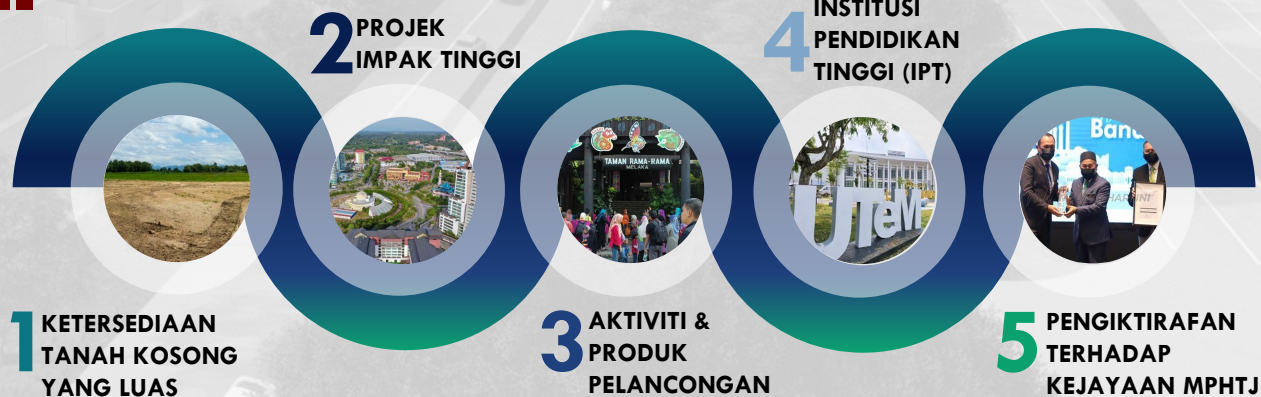 1 KETERSEDIAAN
TANAH KOSONG
YANG LUAS
2 PROJEK
IMPAK TINGGI
3 AKTIVITI &
PRODUK
PELANCONGAN
TAMAN RAMA-RAMA
MELAKA
4 INSTITUSI
PENDIDIKAN
TINGGI (IPT)
UTeM
5 PENGIKTIRAFAN
TERHADAP
KEJAYAAN MPHTJ